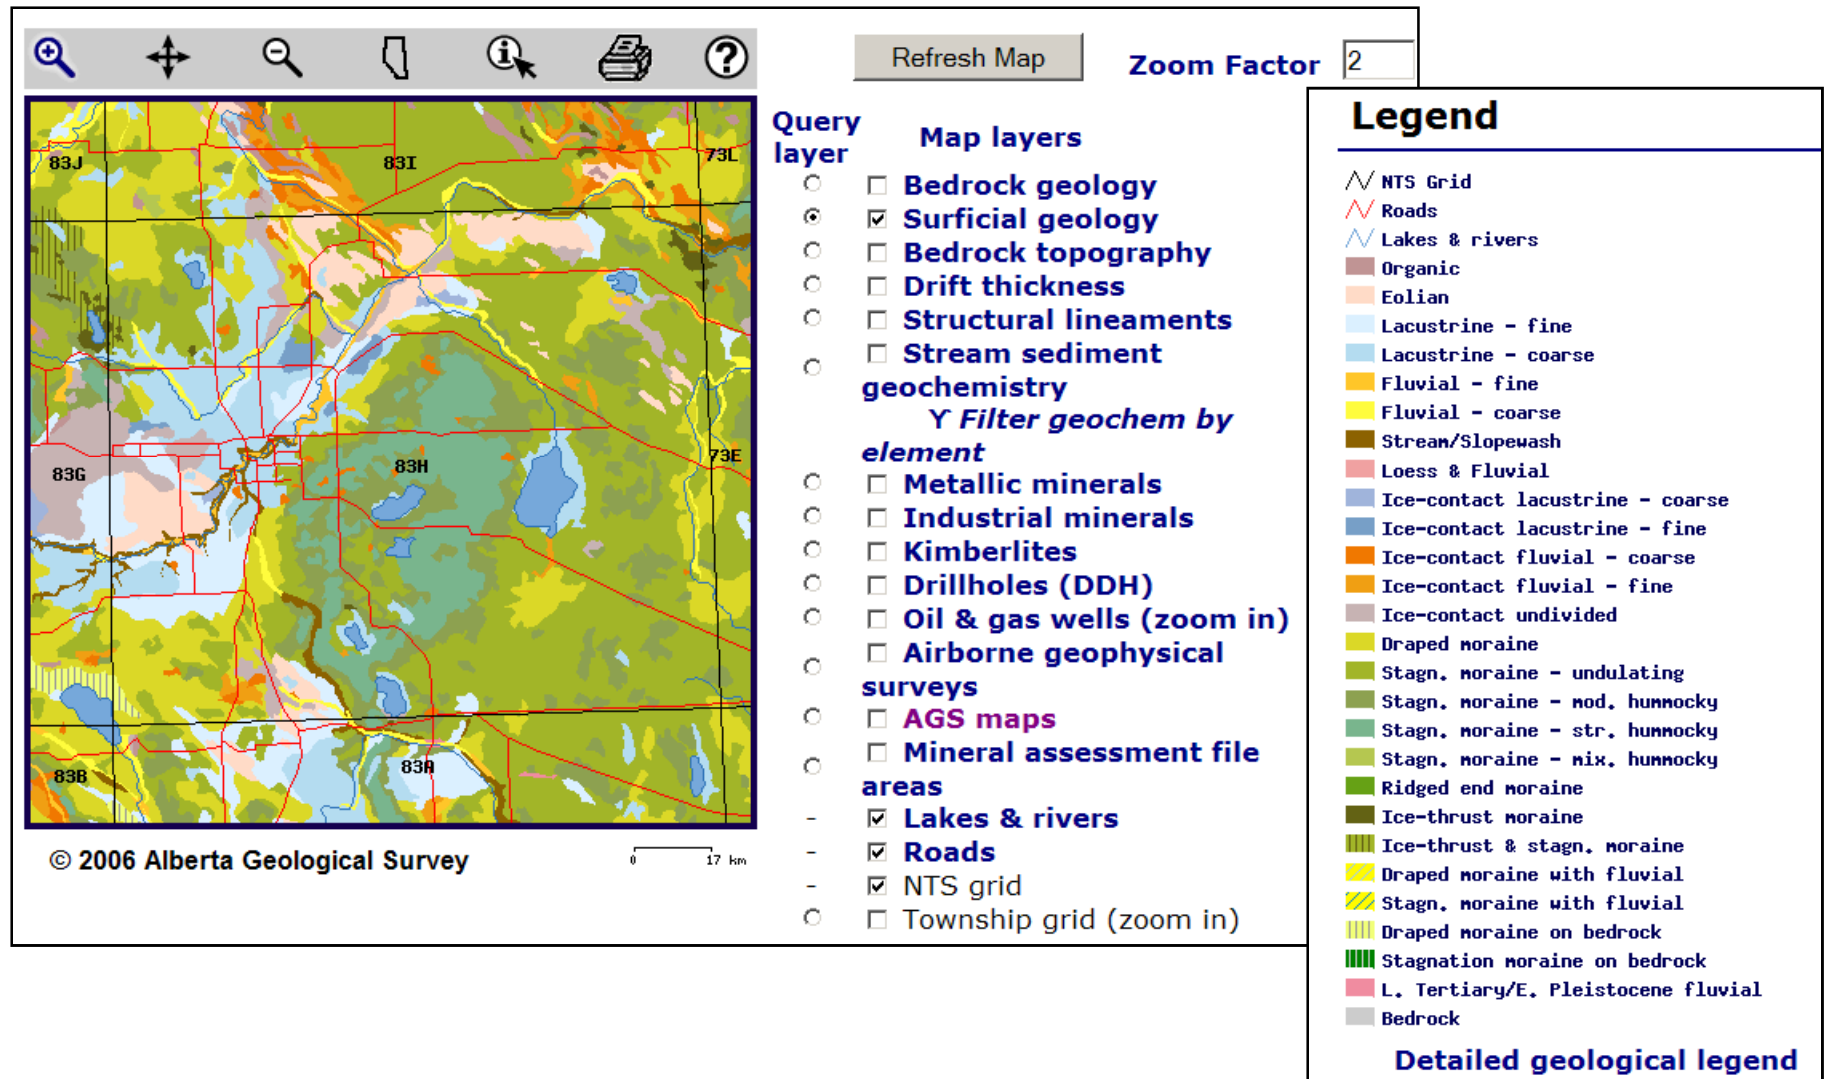 Refresh Map
Zoom Factor
2
Query
layer
Map layers
Bedrock geology
Surficial geology
Bedrock topography
Drift thickness
Structural lineaments
Stream sediment
geochemistry
Filter geochem by
element
Metallic minerals
Industrial minerals
Kimberlites
Drillholes (DDH)
Oil & gas wells (zoom in)
Airborne geophysical
surveys
AGS maps
Mineral assessment file
areas
- Lakes & rivers
- Roads
- NTS grid
Township grid (zoom in)
83J
83I
73L
83G
83H
73E
83B
83A
© 2006 Alberta Geological Survey
0 17 km
Legend
NTS Grid
Roads
Lakes & rivers
Organic
Eolian
Lacustrine - fine
Lacustrine - coarse
Fluvial - fine
Fluvial - coarse
Stream/Slopewash
Loess & Fluvial
Ice-contact lacustrine - coarse
Ice-contact lacustrine - fine
Ice-contact fluvial - coarse
Ice-contact fluvial - fine
Ice-contact undivided
Draped moraine
Stagn. moraine - undulating
Stagn. moraine - mod. hummocky
Stagn. moraine - str. hummocky
Stagn. moraine - mix. hummocky
Ridged end moraine
Ice-thrust moraine
Ice-thrust & stagn. moraine
Draped moraine with fluvial
Stagn. moraine with fluvial
Draped moraine on bedrock
Stagnation moraine on bedrock
L. Tertiary/E. Pleistocene fluvial
Bedrock
Detailed geological legend